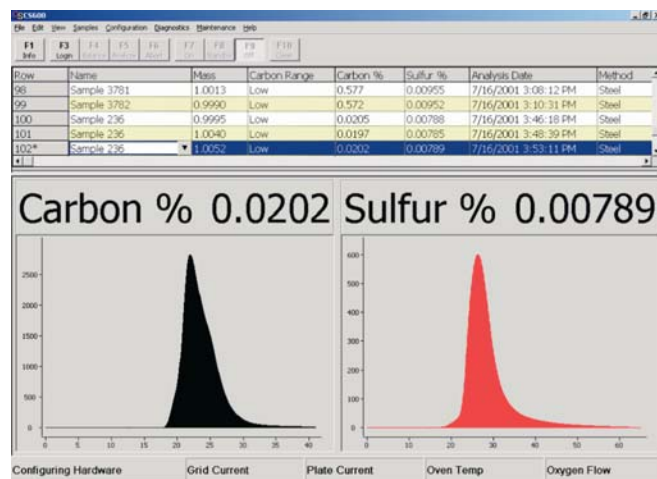 CS600
File Edit View Samples Configuration Diagnostics Maintenance Help
F1 F3 F4 F5 F6 F7 F8 F9 F10
Info Login Analyze Abort On Off
Row Name Mass Carbon Range Carbon % Sulfur % Analysis Date Method
98 Sample 3781 1.0013 Low 0.577 0.00955 7/16/2001 3:08:12 PM Steel
99 Sample 3782 0.9990 Low 0.572 0.00952 7/16/2001 3:10:31 PM Steel
100 Sample 236 0.9995 Low 0.0205 0.00788 7/16/2001 3:46:18 PM Steel
101 Sample 236 1.0040 Low 0.0197 0.00785 7/16/2001 3:48:39 PM Steel
102* Sample 236 1.0052 Low 0.0202 0.00789 7/16/2001 3:53:11 PM Steel
Carbon % 0.0202 Sulfur % 0.00789
2500
2000
1500
1000
500
0
0 5 10 15 20 25 30 35 40
600
500
400
300
200
100
0
0 10 20 30 40 50 60
Configuring Hardware Grid Current Plate Current Oven Temp Oxygen Flow